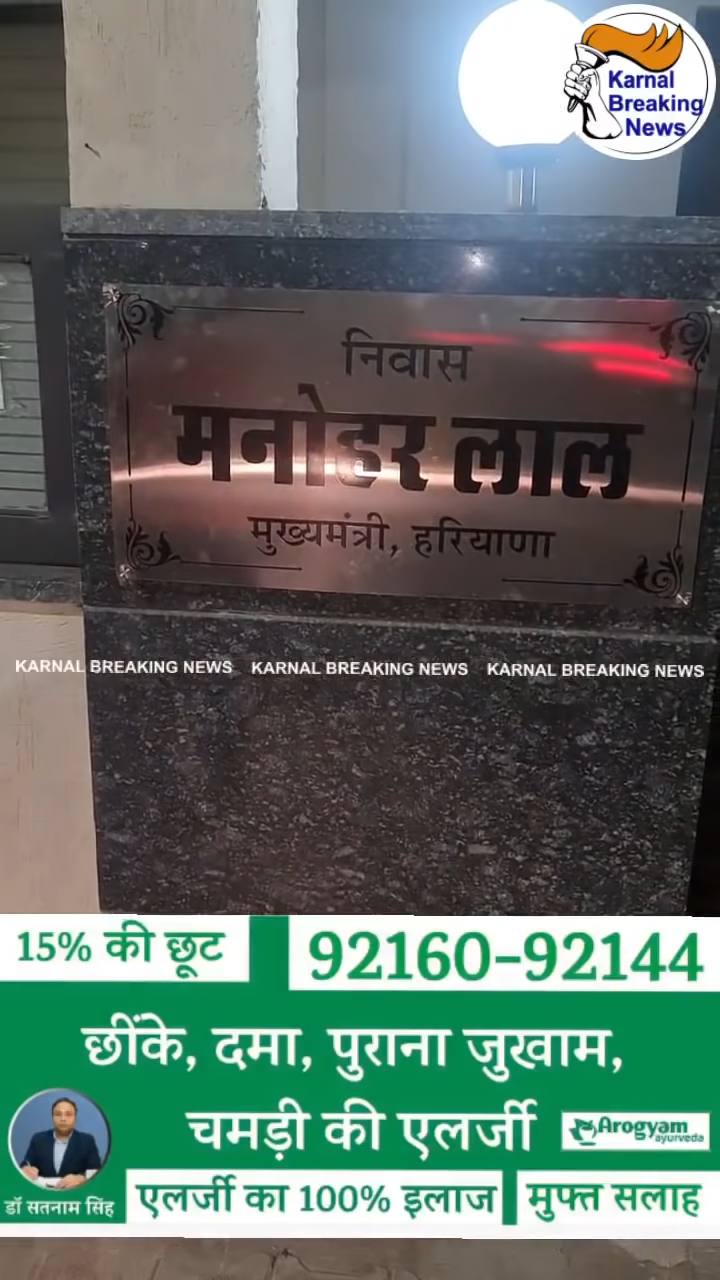 Karnal
Breaking
News
निवास
मनोहर लाल
मुख्यमंत्री, हरियाणा
KARNAL BREAKING NEWS KARNAL BREAKING NEWS KARNAL BREAKING NEWS
15% की छूट
92160-92144
छींके, दमा, पुराना जुखाम,
चमड़ी की एलर्जी
Arogyam
ayurveda
डॉ सतनाम सिंह
एलर्जी का 100% इलाज
मुफ्त सलाह